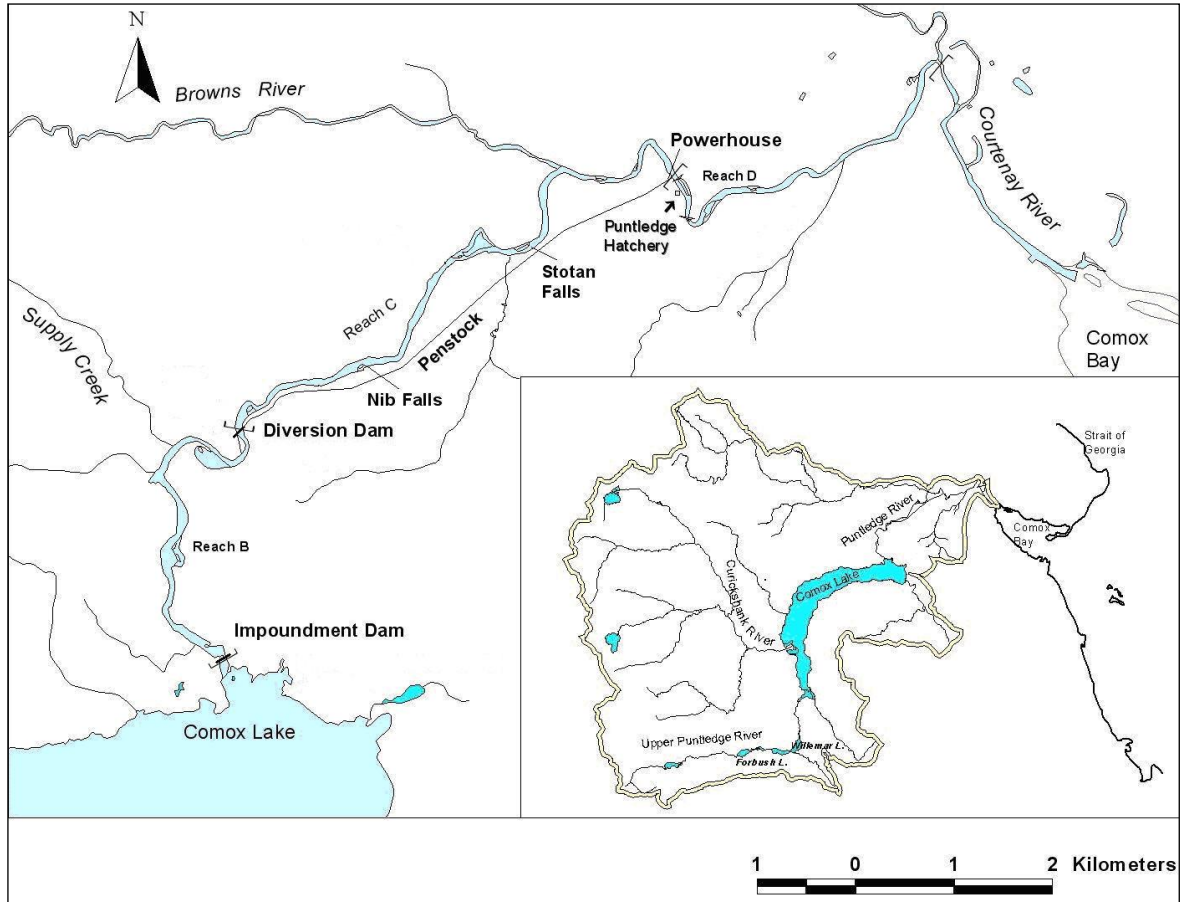 N
Browns River
Powerhouse
Reach D
Courtenay River
Puntledge
Hatchery
Stotan
Falls
Reach C
Supply Creek
Penstock
Comox
Bay
Nib Falls
Diversion Dam
Reach B
Impoundment Dam
Comox Lake
Strait of
Georgia
Puntledge River
Comox
Bay
Curickshank River
Comox Lake
Upper Puntledge River
Willemar L.
Forbush L.
1 0 1 2 Kilometers